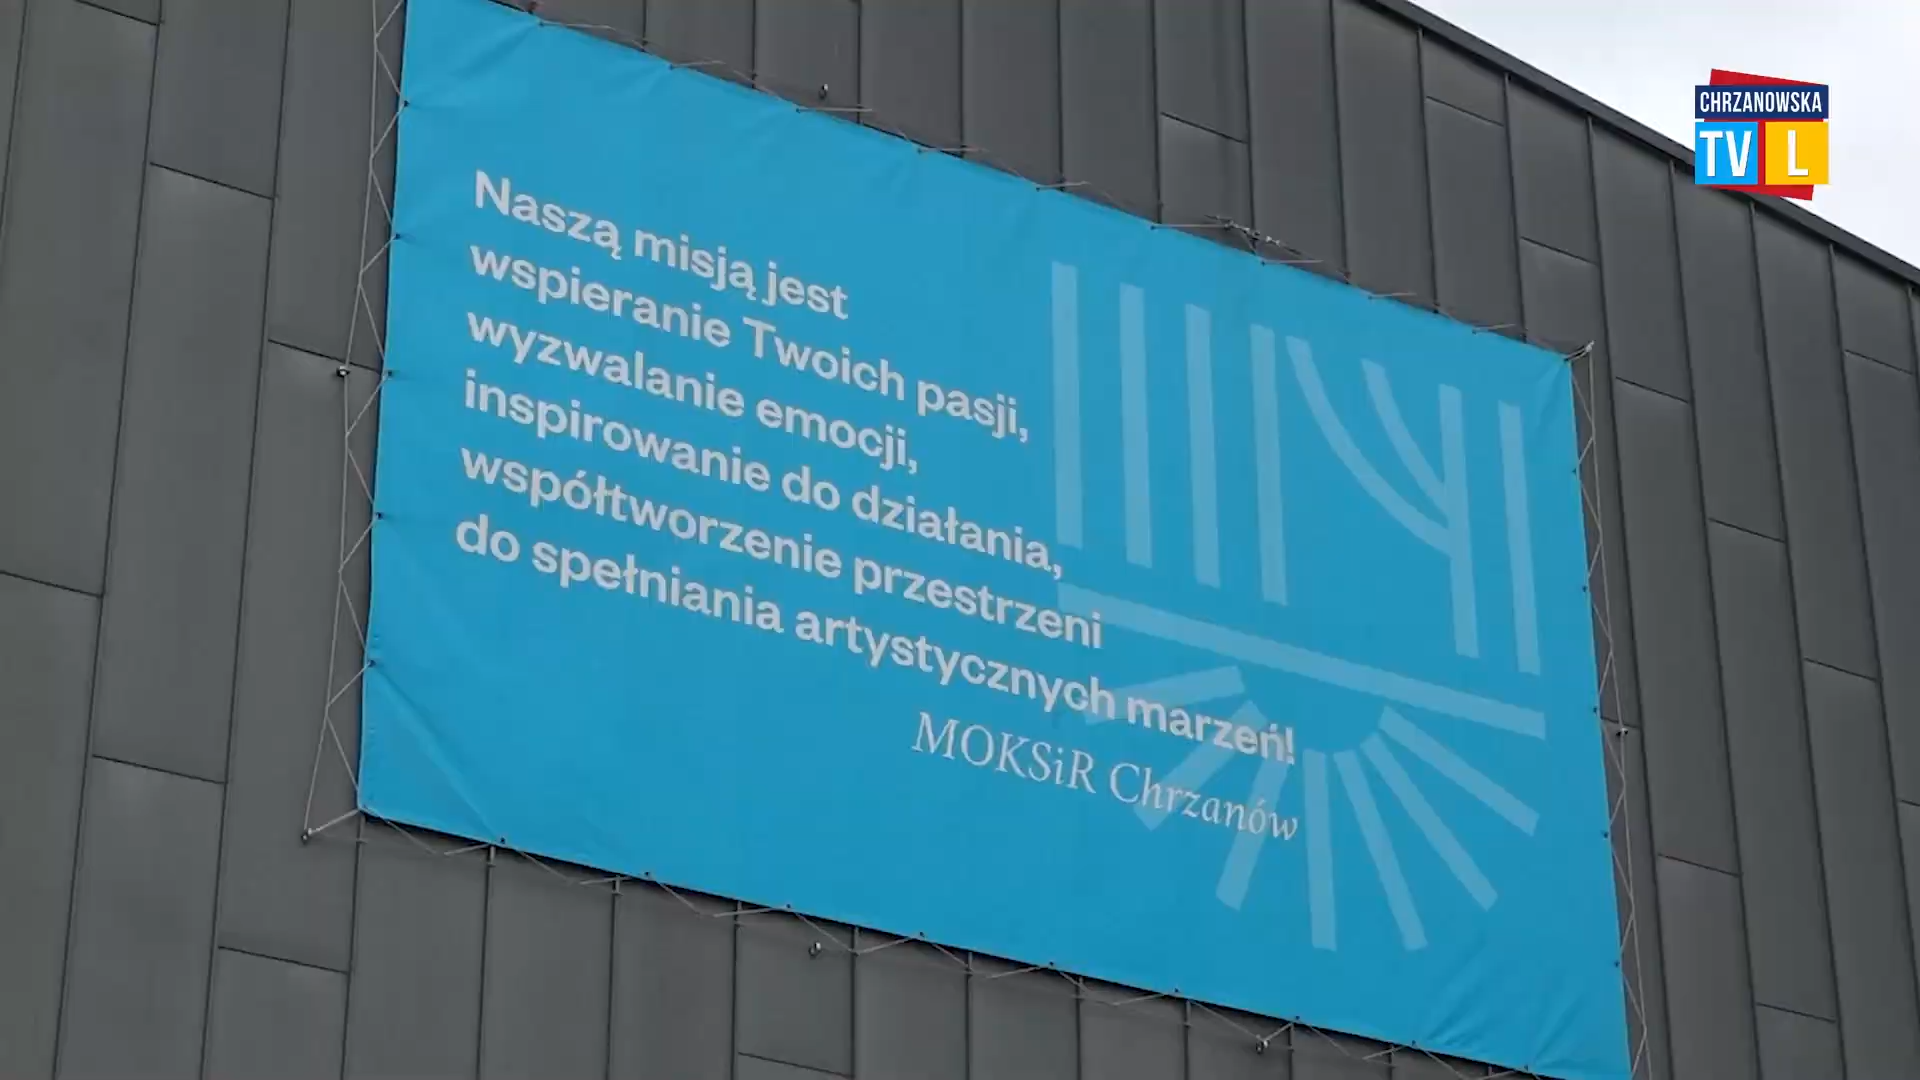 Naszą misją jest
wspieranie Twoich pasji,
wyzwalanie emocji,
inspirowanie do działania,
współtworzenie przestrzeni
do spełniania artystycznych marzeń!
MOKSiR Chrzanów
CHRZANOWSKA
TV L